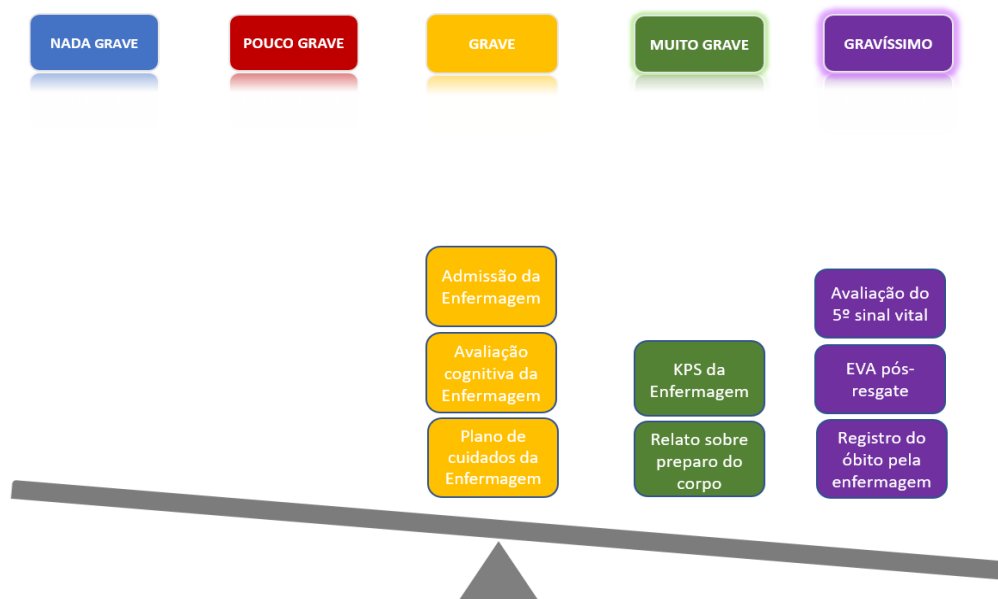 NADA GRAVE
POUCO GRAVE
GRAVE
MUITO GRAVE
GRAVÍSSIMO
Admissão da
Enfermagem
Avaliação
cognitiva da
Enfermagem
Plano de
cuidados da
Enfermagem
KPS da
Enfermagem
Relato sobre
preparo do
corpo
Avaliação do
5º sinal vital
EVA pós-
resgate
Registro do
óbito pela
enfermagem